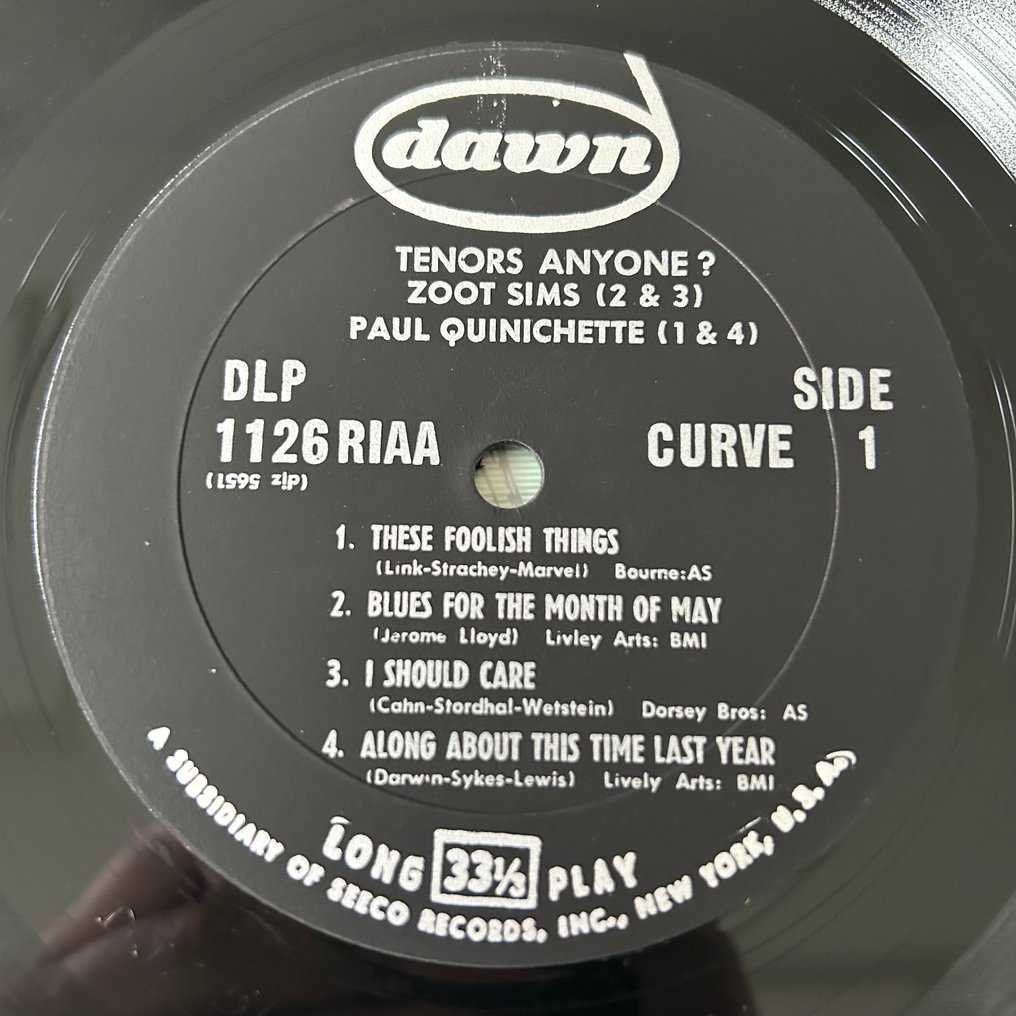 dawn
TENORS ANYONE?
ZOOT SIMS (2 & 3)
PAUL QUINICHETTE (1 & 4)
DLP
SIDE
1126 RIAA
CURVE 1
1. THESE FOOLISH THINGS
(Link-Strachey-Marvel) Bourne:AS
2. BLUES FOR THE MONTH OF MAY
(Jerome Lloyd) Livley Arts: BMI
3. I SHOULD CARE
(Cahn-Stordhal-Wetstein) Dorsey Bros: AS
4. ALONG ABOUT THIS TIME LAST YEAR
(Darwin-Sykes-Lewis) Lively Arts: BMI
LONG 33⅓ PLAY
A SUBSIDIARY OF SEECO RECORDS, INC., NEW YORK, U.S.A.